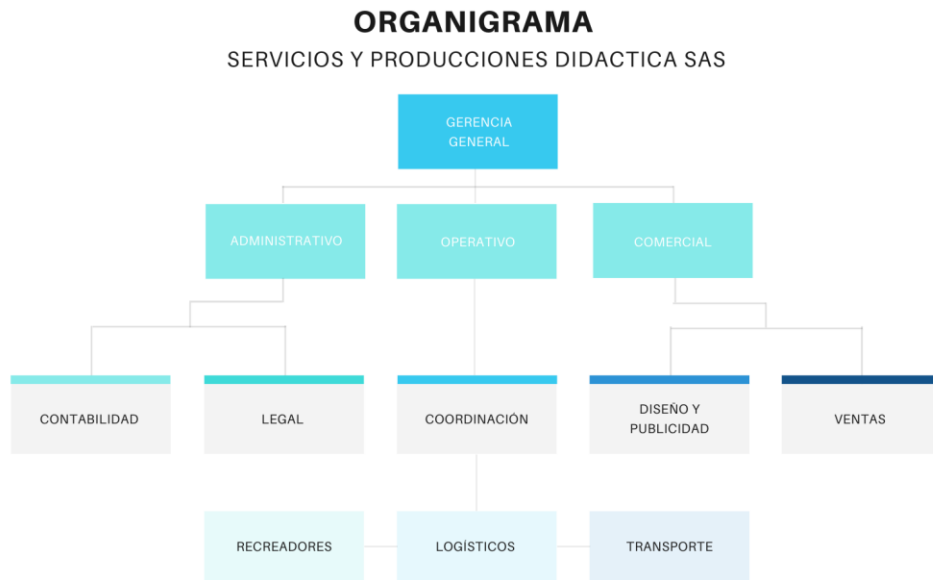 ORGANIGRAMA
SERVICIOS Y PRODUCCIONES DIDACTICA SAS
GERENCIA
GENERAL
ADMINISTRATIVO
OPERATIVO
COMERCIAL
CONTABILIDAD
LEGAL
COORDINACIÓN
DISEÑO Y
PUBLICIDAD
VENTAS
RECREADORES
LOGÍSTICOS
TRANSPORTE